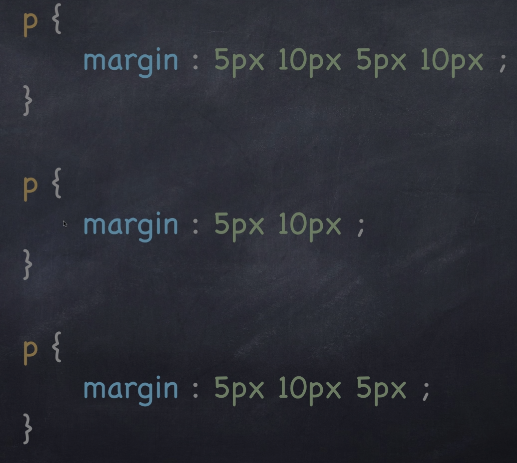 p {
margin : 5px 10px 5px 10px ;
}
p {
margin : 5px 10px ;
}
p {
margin : 5px 10px 5px ;
}